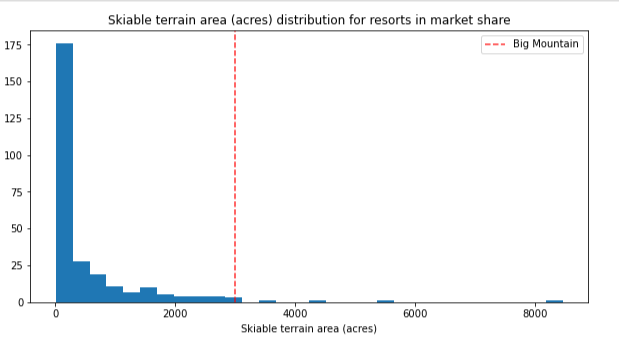 Skiable terrain area (acres) distribution for resorts in market share
Big Mountain
175
150
125
100
75
50
25
0
0 2000 4000 6000 8000
Skiable terrain area (acres)